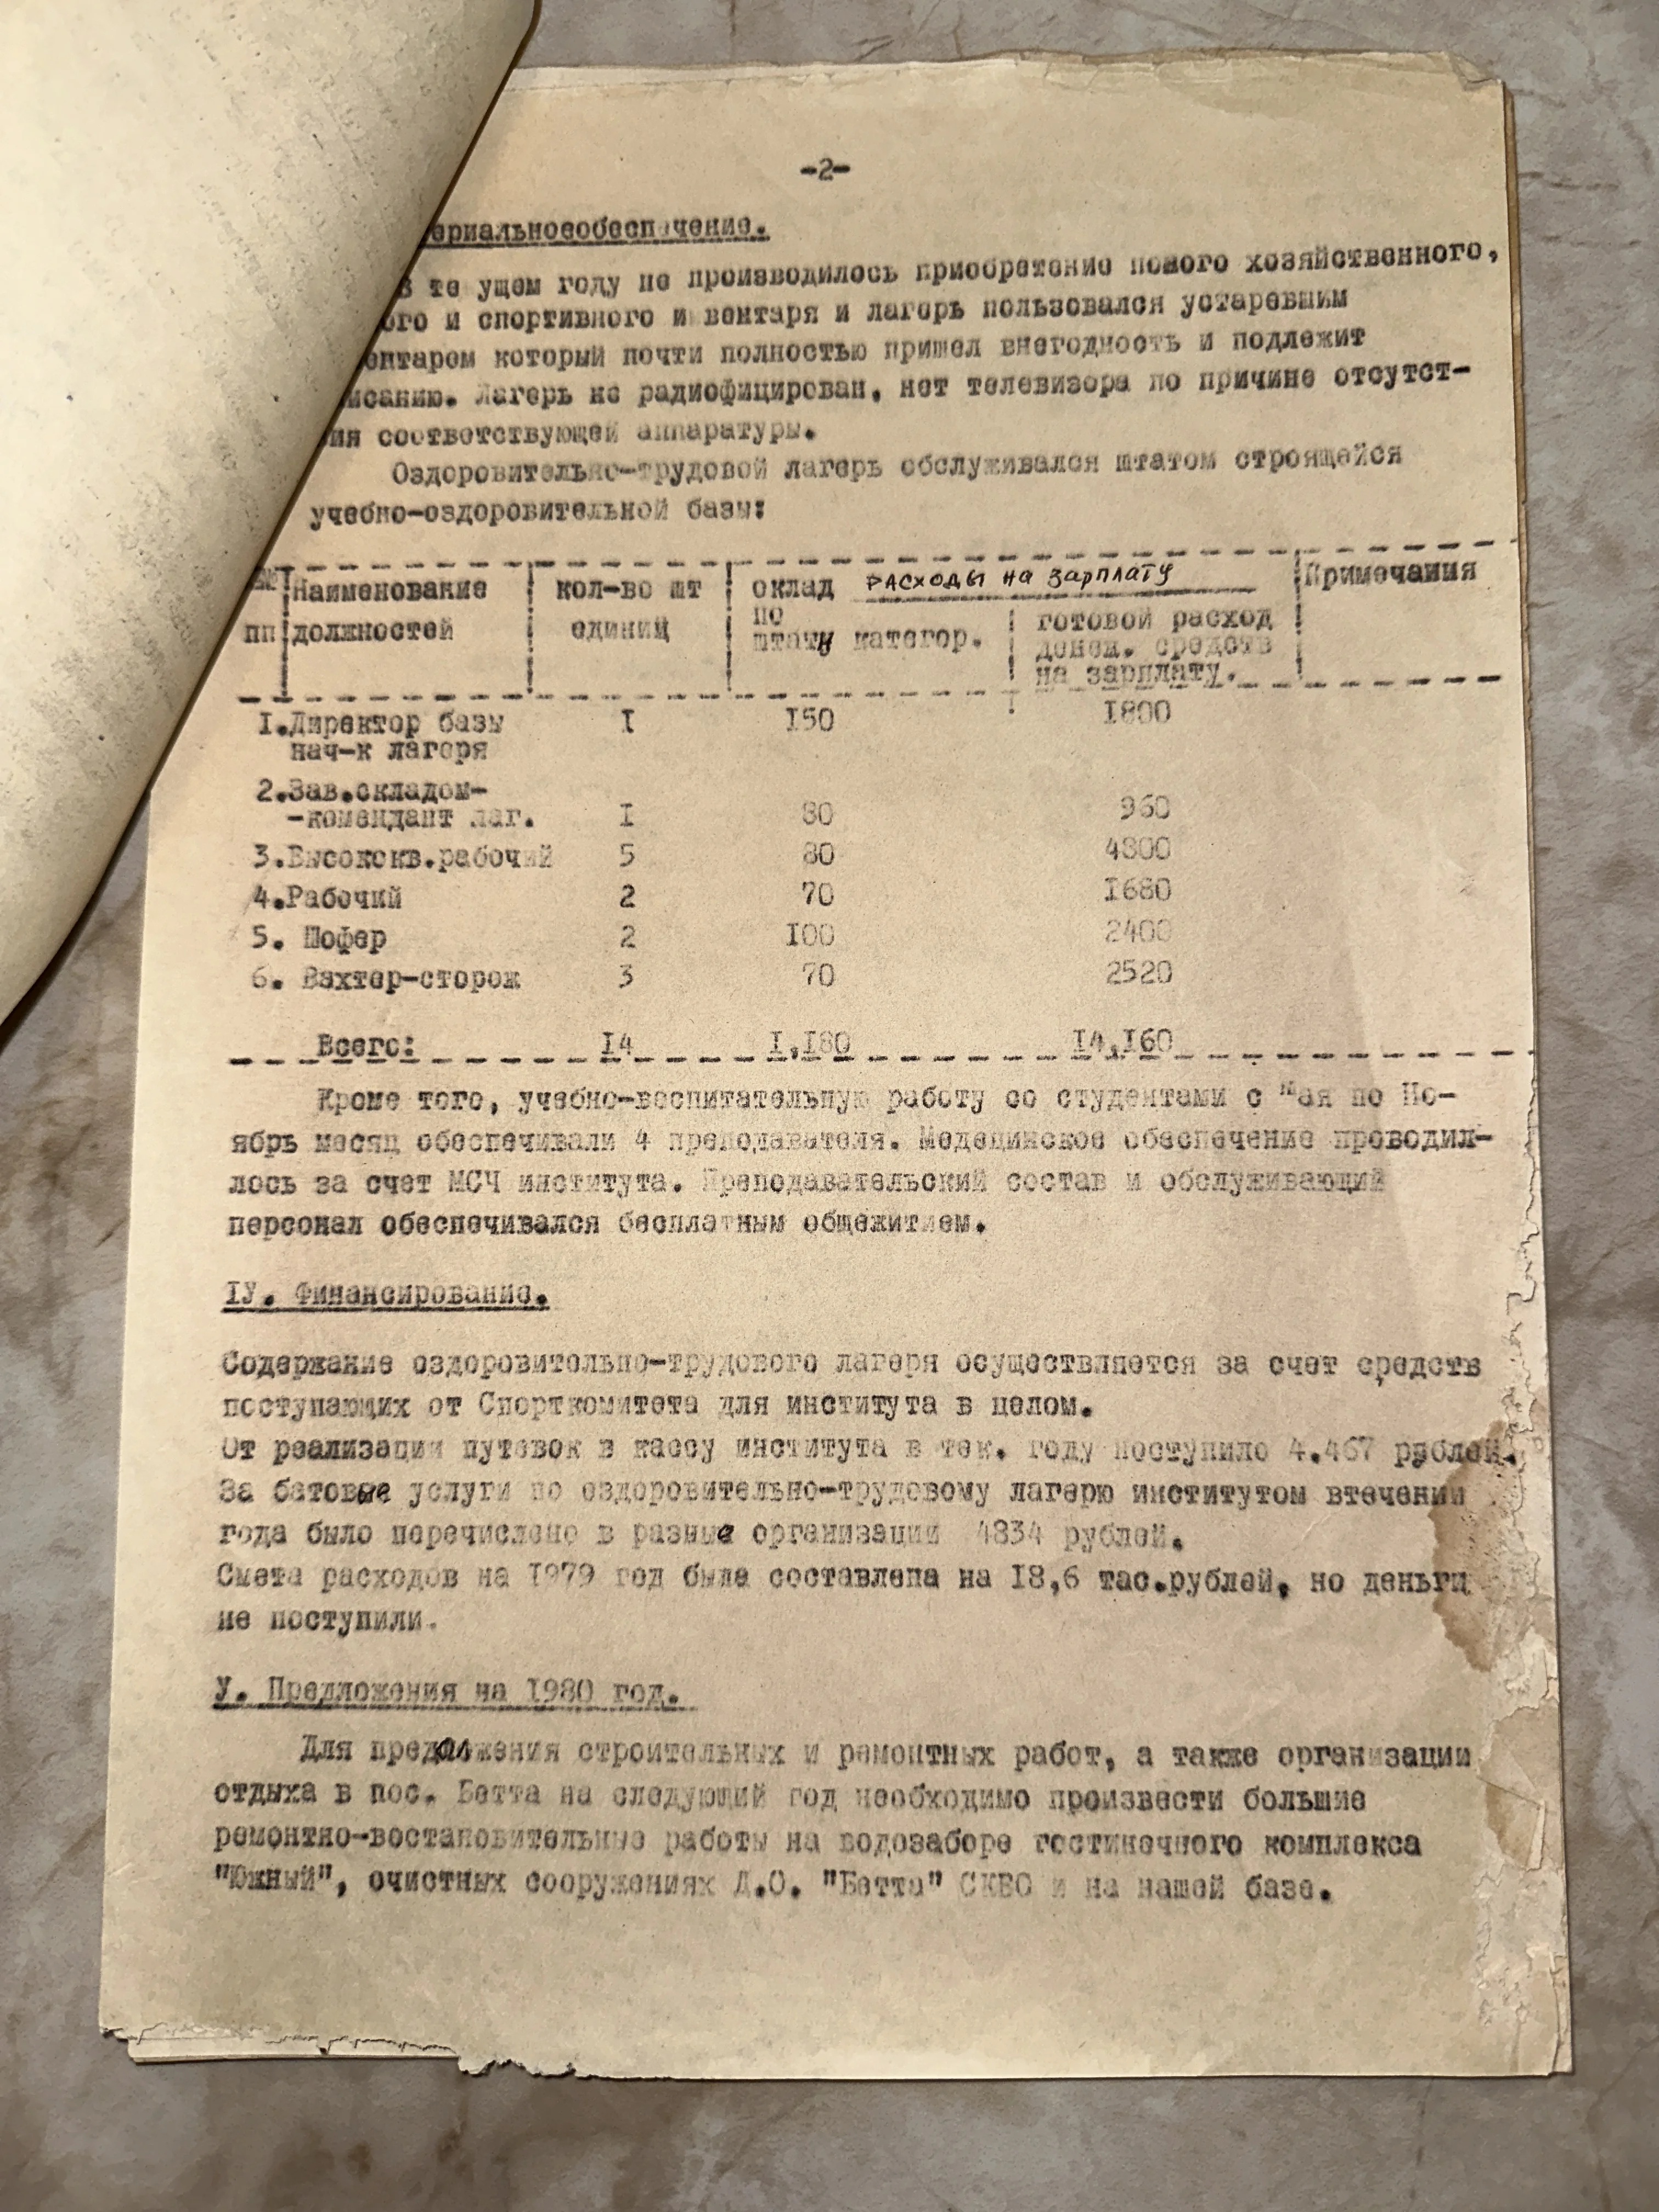 -2-
ериальноеобеспечение.
В те ущем году не производилось приобретение нового хозяйственного,
ого и спортивного и вентаря и лагерь пользовался устаревшим
ентарем который почти полностью пришел внегодность и подлежит
исанию. Лагерь не радиофицирован, нет телевизора по причине отсутст-
ия соответствующей аппаратуры.
Оздоровительно-трудовой лагерь обслуживался штатом строящейся
учебно-оздоровительной базы:
Наименование кол-во шт оклад РАСХОДЫ НА ЗАРПЛАТУ Примечания
пп должностей единиц по штату категор. готовой расход
денеж. средств
на зарплату.
I.Директор базы I I50 I800
нач-к лагеря
2.Зав.складом-
-комендант лаг. I 80 960
3.Высококв.рабочий 5 80 4800
4.Рабочий 2 70 I680
5. Шофер 2 I00 2400
6. Вахтер-сторож 3 70 2520
Всего: I4 I,I80 I4,I60
Кроме того, учебно-воспитательную работу со студентами с Мая по Но-
ябрь месяц обеспечивали 4 преподавателя. Медецинское обеспечение проводил-
лось за счет МСЧ института. Преподавательский состав и обслуживающий
персонал обеспечивался бесплатным общежитием.
IУ. Финансирование.
Содержание оздоровительно-трудового лагеря осуществляется за счет средств
поступающих от Спорткомитета для института в целом.
От реализации путевок в кассу института в тек. году поступило 4.467 рублей.
За батовые услуги по оздоровительно-трудовому лагерю институтом втечении
года было перечислено в разные организации 4834 рублей.
Смета расходов на I979 год была составлена на I8,6 тас.рублей, но деньги
не поступили.
У. Предложения на I980 год.
Для предолжения строительных и ремонтных работ, а также организации
отдыха в пос. Бетта на следующий год необходимо произвести большие
ремонтно-востановительные работы на водозаборе гостинечного комплекса
"Южный", очистных сооружениях Д.О. "Бетта" СКВО и на нашей базе.